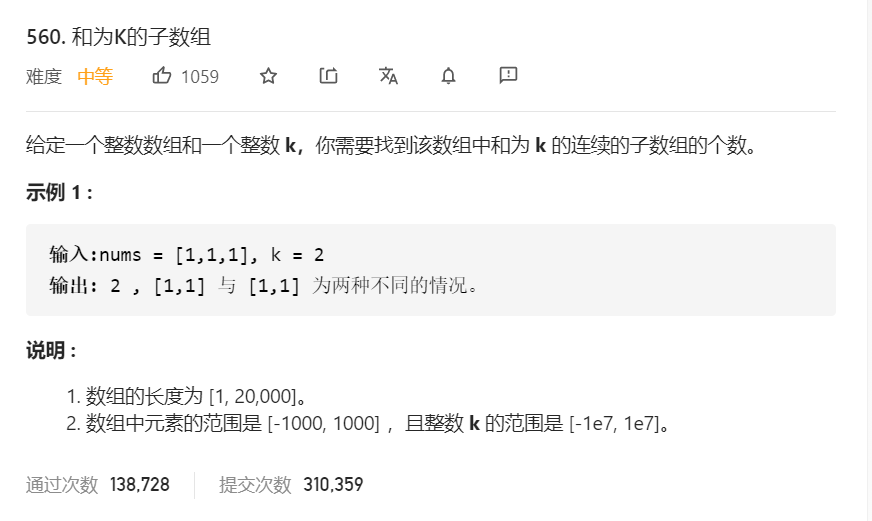 560. 和为K的子数组
难度 中等 1059
给定一个整数数组和一个整数 k，你需要找到该数组中和为 k 的连续的子数组的个数。
示例 1 :
输入:nums = [1,1,1], k = 2
输出: 2 , [1,1] 与 [1,1] 为两种不同的情况。
说明 :
1. 数组的长度为 [1, 20,000]。
2. 数组中元素的范围是 [-1000, 1000] ，且整数 k 的范围是 [-1e7, 1e7]。
通过次数 138,728 提交次数 310,359